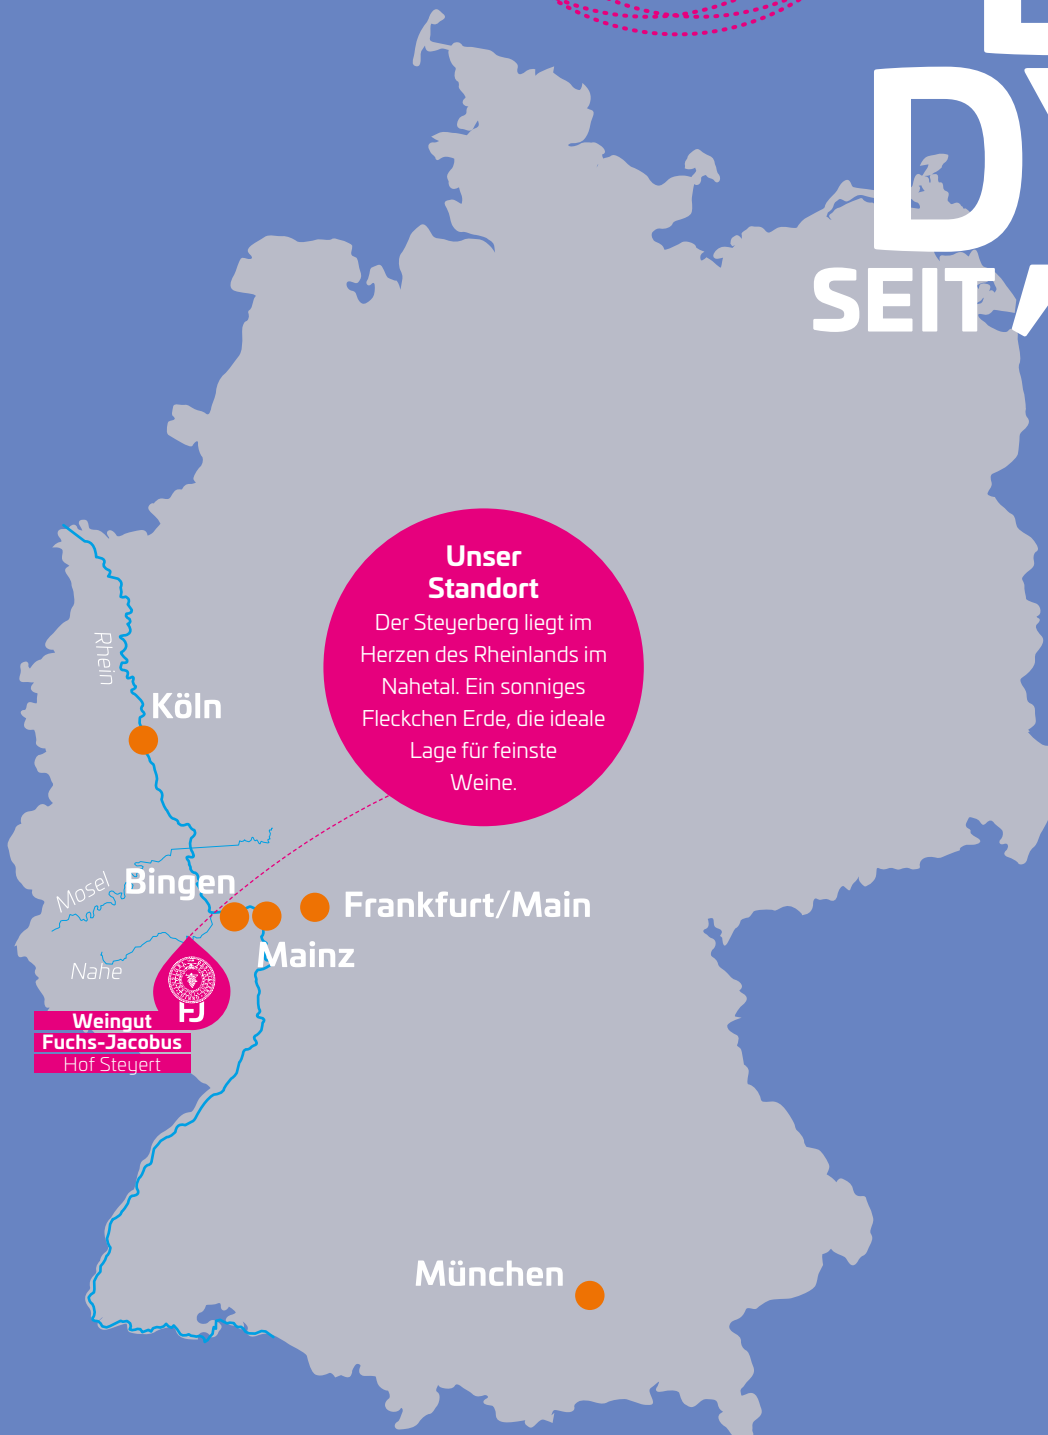 SEIT
Unser
Standort
Der Steyerberg liegt im
Herzen des Rheinlands im
Nahetal. Ein sonniges
Fleckchen Erde, die ideale
Lage für feinste
Weine.
Rhein
Köln
Mosel
Bingen
Frankfurt/Main
Mainz
Nahe
FJ
Weingut
Fuchs-Jacobus
Hof Steyert
München